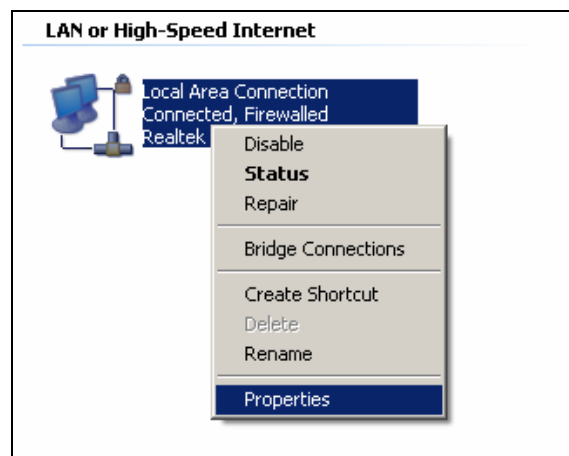 LAN or High-Speed Internet
Local Area Connection
Connected, Firewalled
Realtek
Disable
Status
Repair
Bridge Connections
Create Shortcut
Delete
Rename
Properties